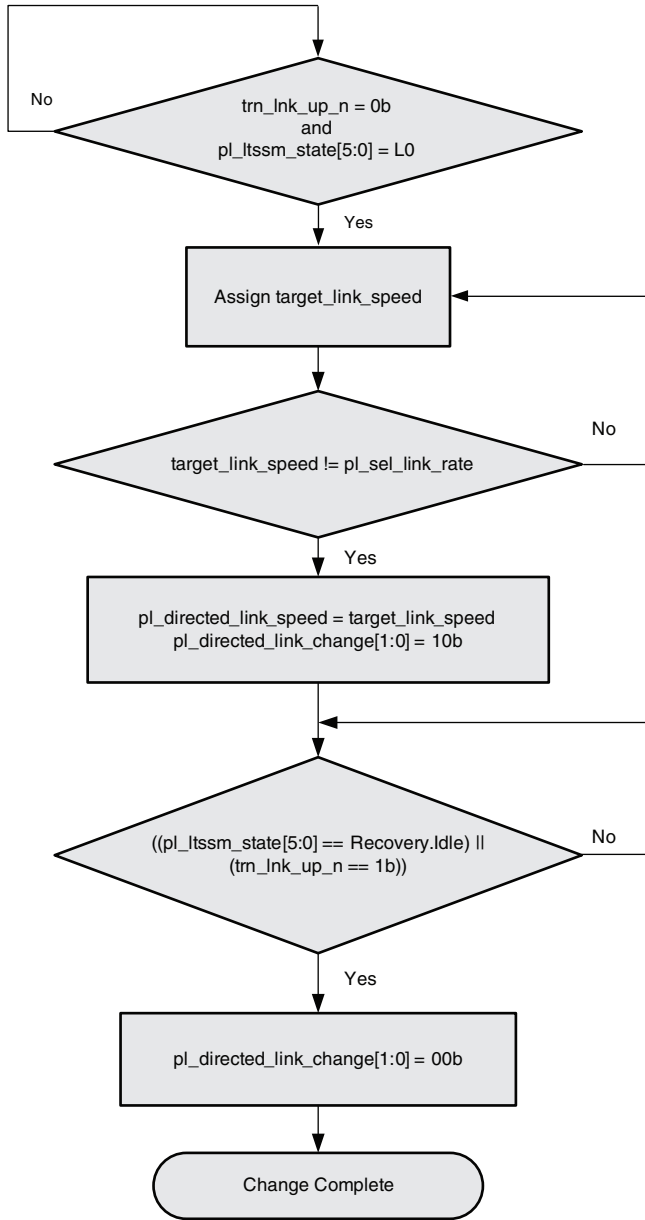 No
trn_lnk_up_n = 0b
and
pl_ltssm_state[5:0] = L0
Yes
Assign target_link_speed
No
target_link_speed != pl_sel_link_rate
Yes
pl_directed_link_speed = target_link_speed
pl_directed_link_change[1:0] = 10b
((pl_ltssm_state[5:0] == Recovery.Idle) ||
(trn_lnk_up_n == 1b))
No
Yes
pl_directed_link_change[1:0] = 00b
Change Complete